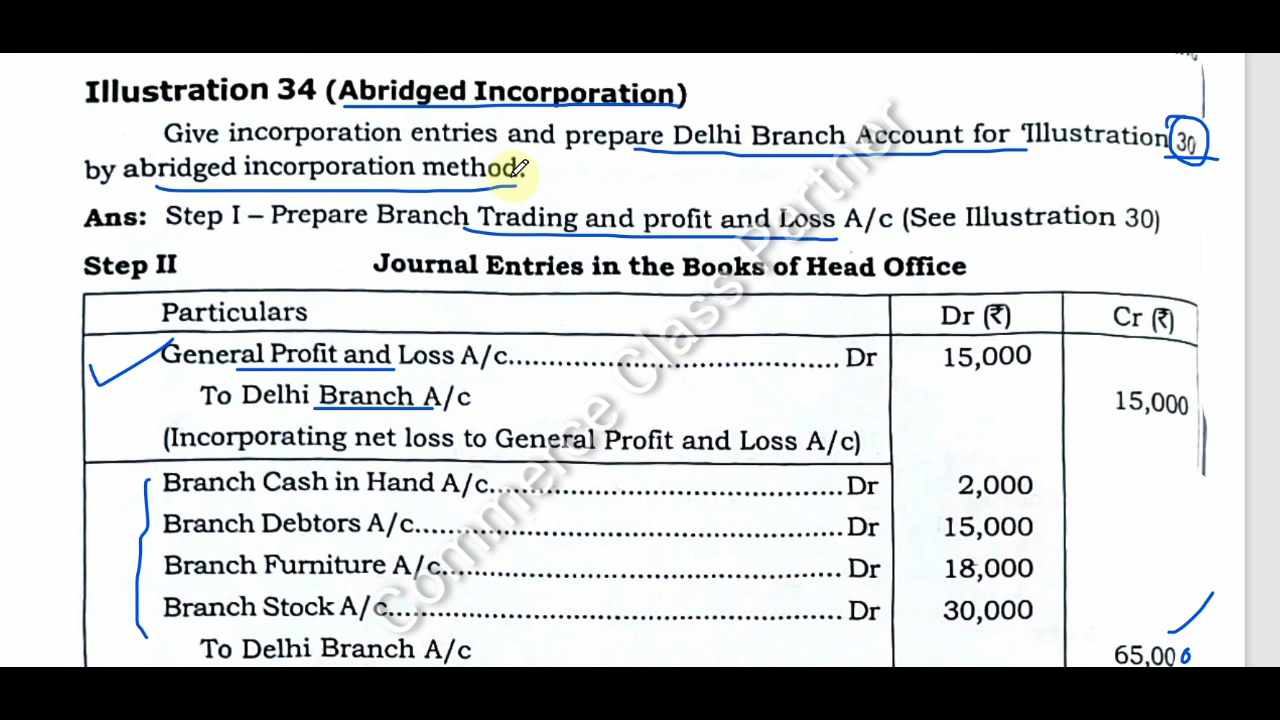 Illustration 34 (Abridged Incorporation)
Give incorporation entries and prepare Delhi Branch Account for Illustration 30
by abridged incorporation method.
Ans: Step I – Prepare Branch Trading and profit and Loss A/c (See Illustration 30)
Step II Journal Entries in the Books of Head Office
Particulars Dr (₹) Cr (₹)
General Profit and Loss A/c.......................................... Dr 15,000
To Delhi Branch A/c 15,000
(Incorporating net loss to General Profit and Loss A/c)
Branch Cash in Hand A/c............................................. Dr 2,000
Branch Debtors A/c...................................................... Dr 15,000
Branch Furniture A/c................................................... Dr 18,000
Branch Stock A/c.......................................................... Dr 30,000
To Delhi Branch A/c 65,000
Commerce Class Partner